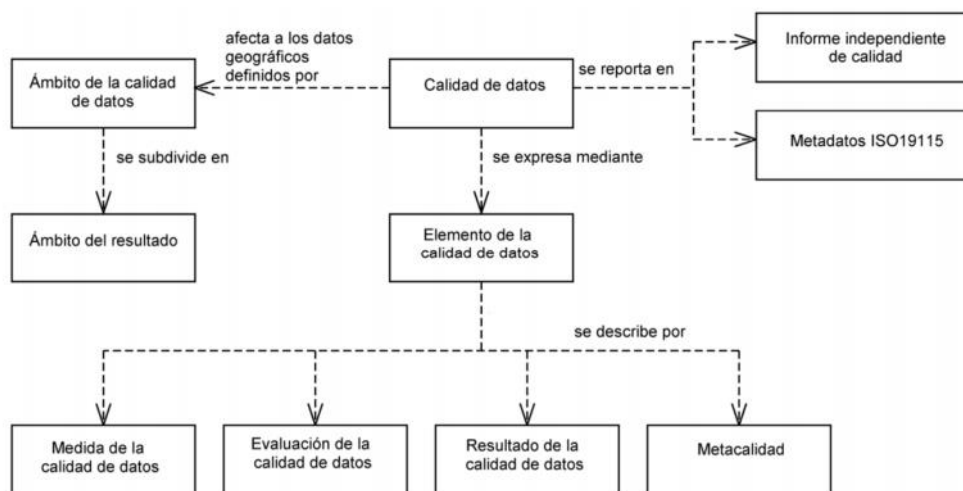 afecta a los datos
geográficos
definidos por
Ámbito de la calidad
de datos
Calidad de datos
se reporta en
Informe independiente
de calidad
Metadatos ISO19115
se subdivide en
se expresa mediante
Ámbito del resultado
Elemento de la
calidad de datos
se describe por
Medida de la
calidad de datos
Evaluación de la
calidad de datos
Resultado de la
calidad de datos
Metacalidad